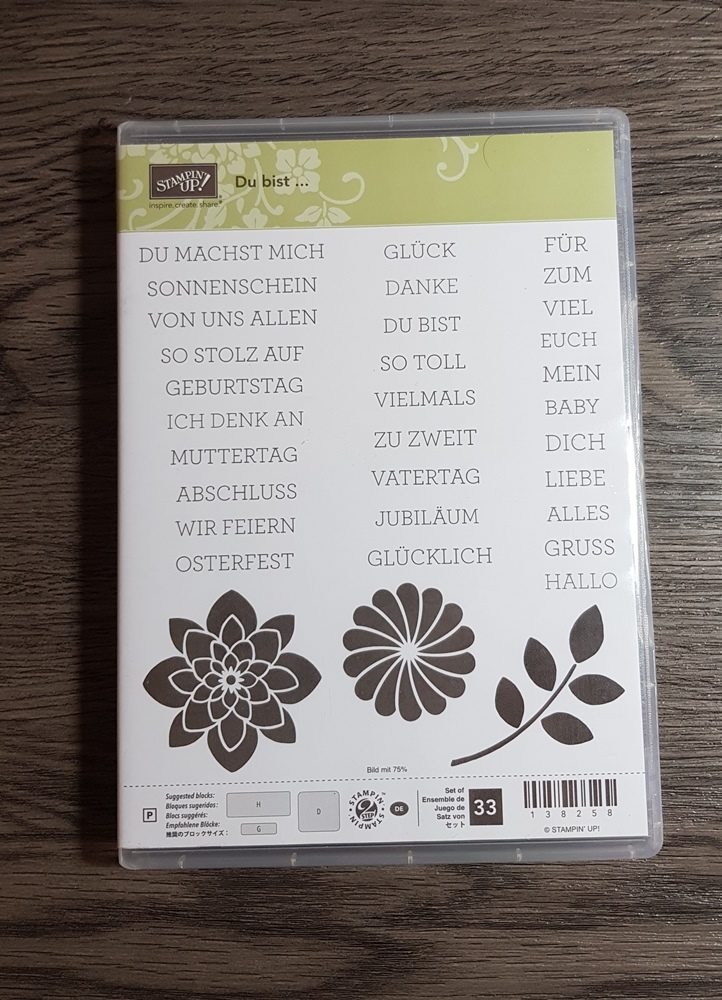 STAMPIN' UP!®
inspire. create. share.®
Du bist ...
DU MACHST MICH
SONNENSCHEIN
VON UNS ALLEN
SO STOLZ AUF
GEBURTSTAG
ICH DENK AN
MUTTERTAG
ABSCHLUSS
WIR FEIERN
OSTERFEST
GLÜCK
DANKE
DU BIST
SO TOLL
VIELMALS
ZU ZWEIT
VATERTAG
JUBILÄUM
GLÜCKLICH
FÜR
ZUM
VIEL
EUCH
MEIN
BABY
DICH
LIEBE
ALLES
GRUSS
HALLO
Bild mit 75%
P
Suggested blocks:
Bloques sugeridos:
Blocs suggérés:
Empfohlene Blöcke:
推奨のブロックサイズ:
H
G
D
STAMPIN' 2 STEP STAMPIN'
DE
Set of
Ensemble de
Juego de
Satz von
セット
33
138258
© STAMPIN' UP!